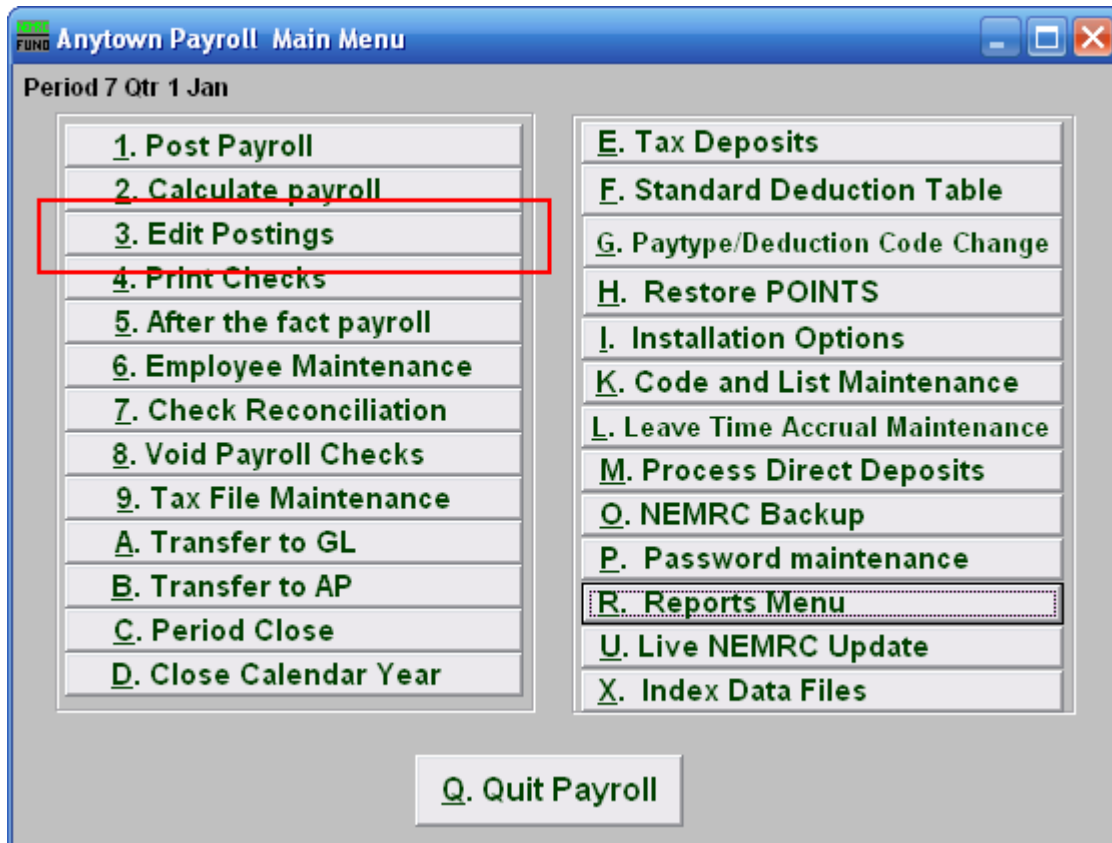 NEMRC
FUND
Anytown Payroll Main Menu
Period 7 Qtr 1 Jan
1. Post Payroll
2. Calculate payroll
3. Edit Postings
4. Print Checks
5. After the fact payroll
6. Employee Maintenance
7. Check Reconciliation
8. Void Payroll Checks
9. Tax File Maintenance
A. Transfer to GL
B. Transfer to AP
C. Period Close
D. Close Calendar Year
E. Tax Deposits
F. Standard Deduction Table
G. Paytype/Deduction Code Change
H. Restore POINTS
I. Installation Options
K. Code and List Maintenance
L. Leave Time Accrual Maintenance
M. Process Direct Deposits
O. NEMRC Backup
P. Password maintenance
R. Reports Menu
U. Live NEMRC Update
X. Index Data Files
Q. Quit Payroll